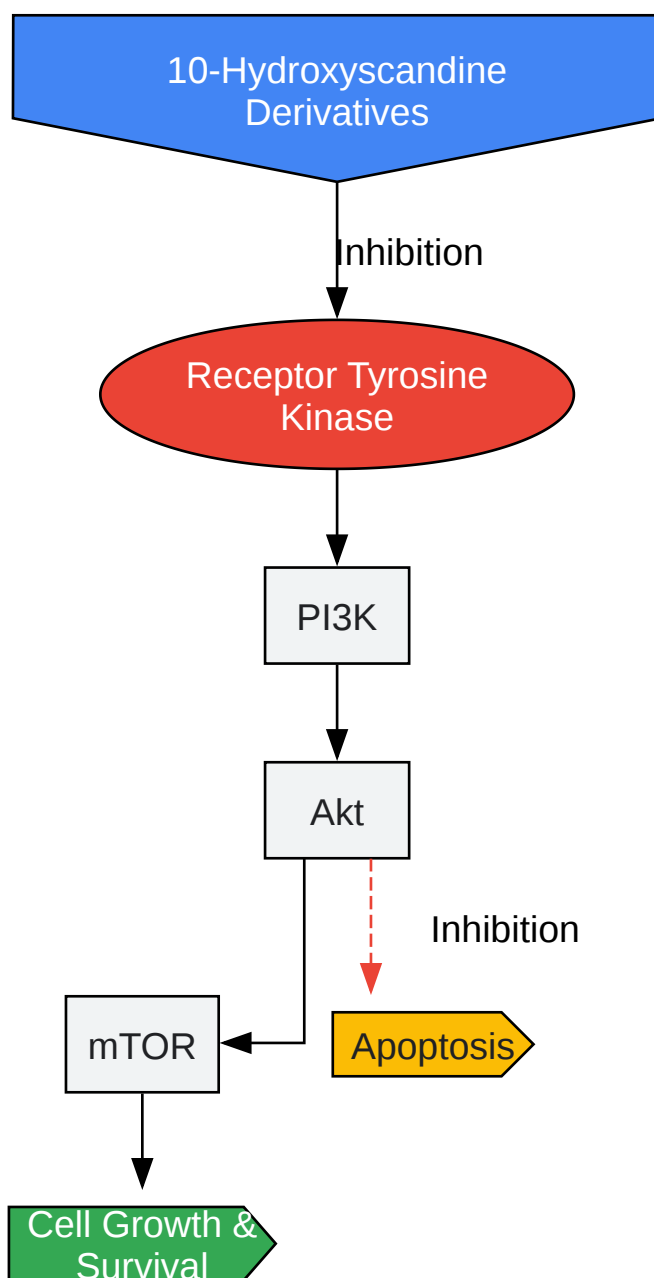 10-Hydroxyscandine
Derivatives
Inhibition
Receptor Tyrosine
Kinase
PI3K
Akt
Inhibition
mTOR
Apoptosis
Cell Growth &
Survival